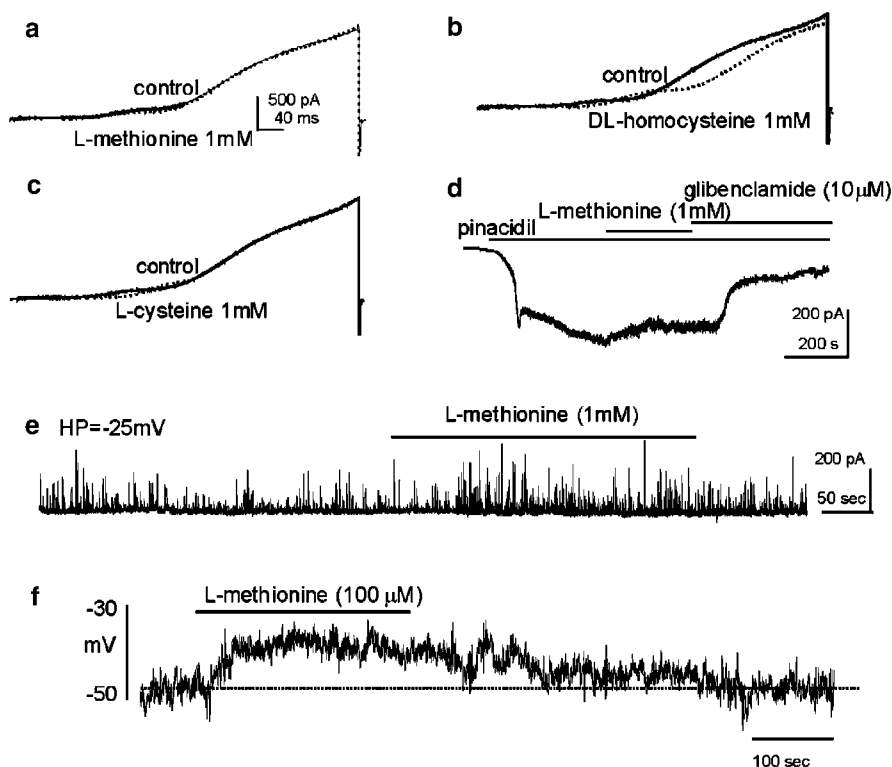 a
control
500 pA
40 ms
L-methionine 1mM
b
control
DL-homocysteine 1mM
c
control
L-cysteine 1mM
d
glibenclamide (10μM)
L-methionine (1mM)
pinacidil
200 pA
200 s
e
HP=-25mV
L-methionine (1mM)
200 pA
50 sec
f
L-methionine (100 μM)
-30
mV
-50
100 sec